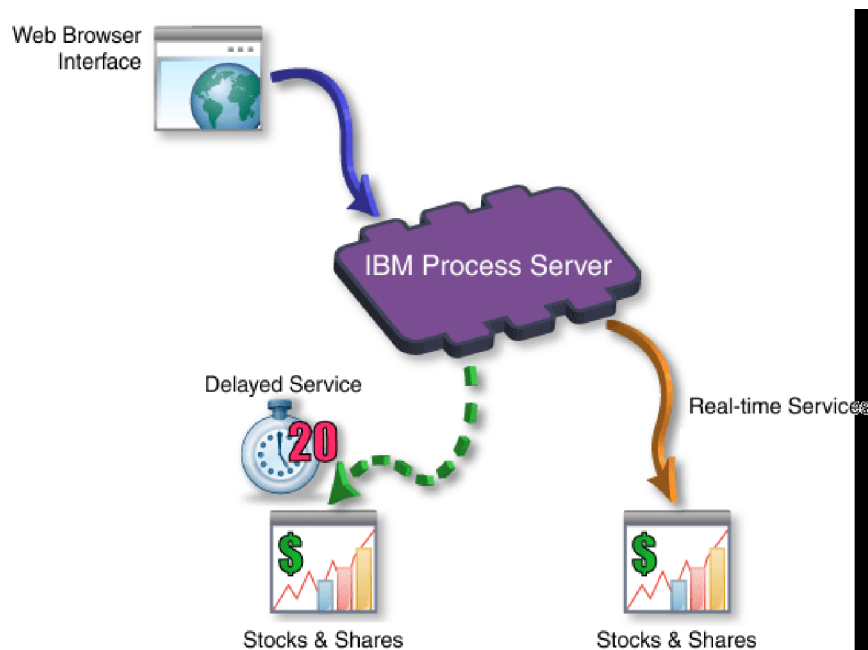 Web Browser
Interface
IBM Process Server
Delayed Service
20
Real-time Services
$
$
Stocks & Shares
Stocks & Shares